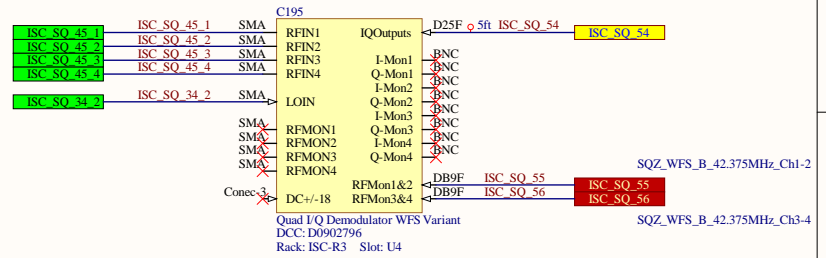 C195
ISC_SQ_45_1 ISC_SQ_45_1 SMA RFIN1 IQOutputs D25F 5ft ISC_SQ_54 ISC_SQ_54
ISC_SQ_45_2 ISC_SQ_45_2 SMA RFIN2
ISC_SQ_45_3 ISC_SQ_45_3 SMA RFIN3 I-Mon1 BNC
ISC_SQ_45_4 ISC_SQ_45_4 SMA RFIN4 Q-Mon1 BNC
I-Mon2 BNC
ISC_SQ_34_2 ISC_SQ_34_2 SMA LOIN Q-Mon2 BNC
I-Mon3 BNC
SMA RFMON1 Q-Mon3 BNC
SMA RFMON2 I-Mon4 BNC
SMA RFMON3 Q-Mon4 BNC
SMA RFMON4
SQZ_WFS_B_42.375MHz_Ch1-2
RFMon1&2 DB9F ISC_SQ_55 ISC_SQ_55
Conec-3 DC+/-18 RFMon3&4 DB9F ISC_SQ_56 ISC_SQ_56
Quad I/Q Demodulator WFS Variant
SQZ_WFS_B_42.375MHz_Ch3-4
DCC: D0902796
Rack: ISC-R3 Slot: U4